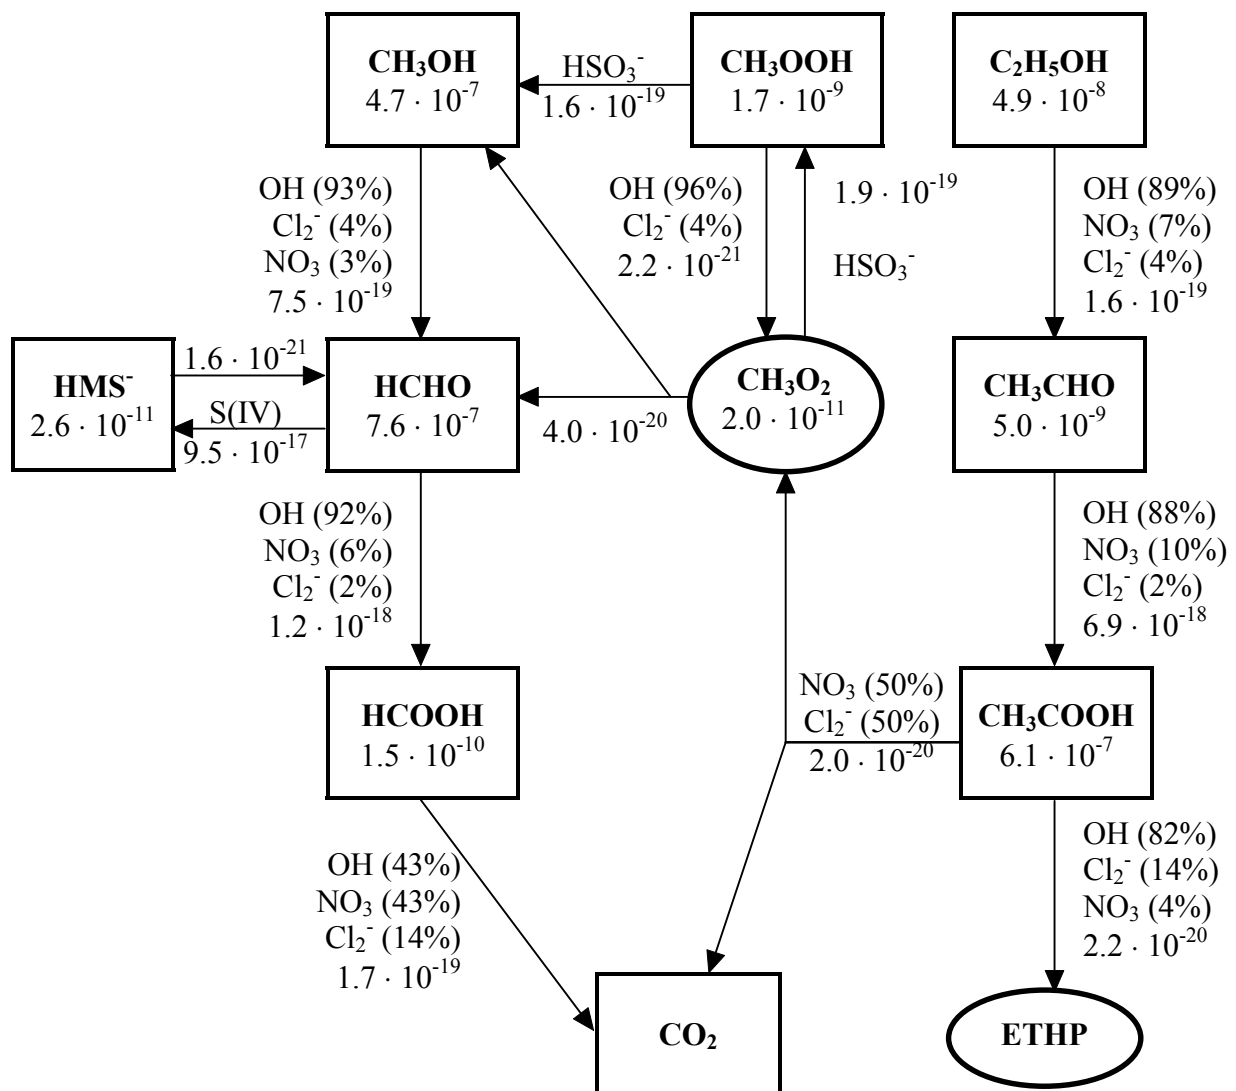 CH₃OH
4.7 · 10⁻⁷
HSO₃⁻
1.6 · 10⁻¹⁹
CH₃OOH
1.7 · 10⁻⁹
C₂H₅OH
4.9 · 10⁻⁸
OH (93%)
Cl₂⁻ (4%)
NO₃ (3%)
7.5 · 10⁻¹⁹
OH (96%)
Cl₂⁻ (4%)
2.2 · 10⁻²¹
1.9 · 10⁻¹⁹
HSO₃⁻
OH (89%)
NO₃ (7%)
Cl₂⁻ (4%)
1.6 · 10⁻¹⁹
HMS⁻
2.6 · 10⁻¹¹
1.6 · 10⁻²¹
S(IV)
9.5 · 10⁻¹⁷
HCHO
7.6 · 10⁻⁷
4.0 · 10⁻²⁰
CH₃O₂
2.0 · 10⁻¹¹
CH₃CHO
5.0 · 10⁻⁹
OH (92%)
NO₃ (6%)
Cl₂⁻ (2%)
1.2 · 10⁻¹⁸
OH (88%)
NO₃ (10%)
Cl₂⁻ (2%)
6.9 · 10⁻¹⁸
HCOOH
1.5 · 10⁻¹⁰
NO₃ (50%)
Cl₂⁻ (50%)
2.0 · 10⁻²⁰
CH₃COOH
6.1 · 10⁻⁷
OH (43%)
NO₃ (43%)
Cl₂⁻ (14%)
1.7 · 10⁻¹⁹
OH (82%)
Cl₂⁻ (14%)
NO₃ (4%)
2.2 · 10⁻²⁰
CO₂
ETHP